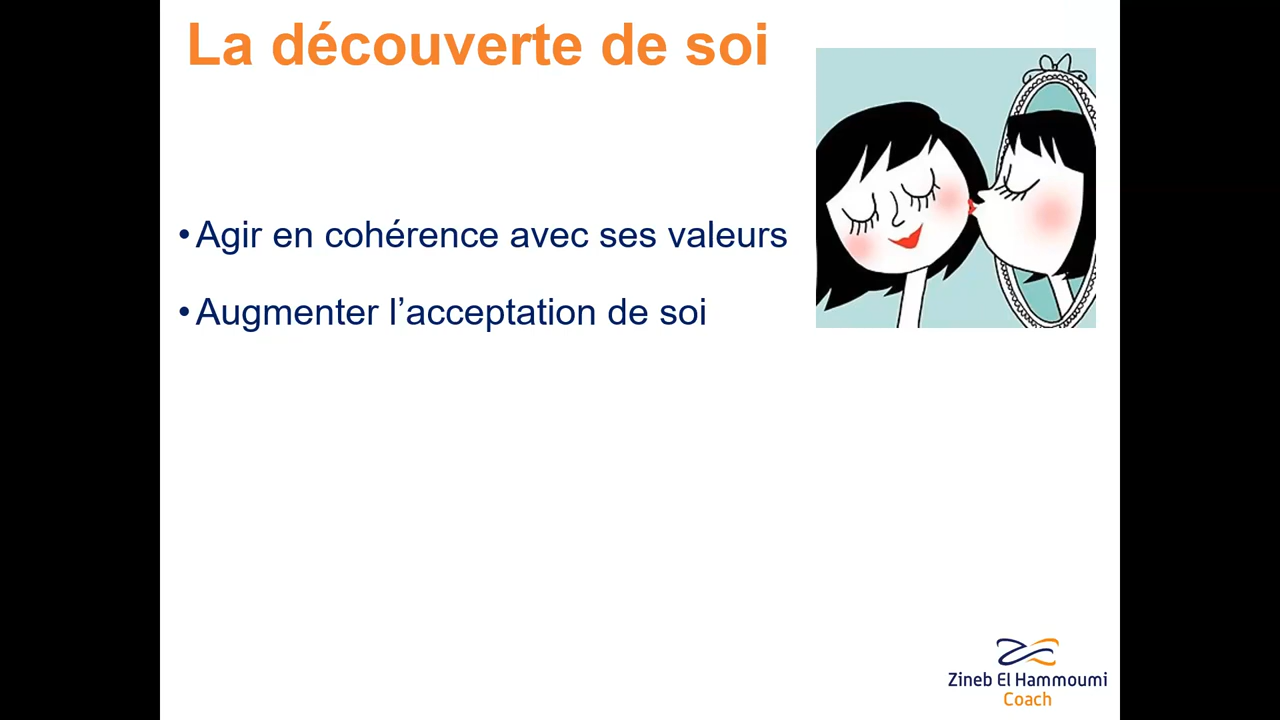 La découverte de soi
•Agir en cohérence avec ses valeurs
•Augmenter l’acceptation de soi
Zineb El Hammoumi
Coach